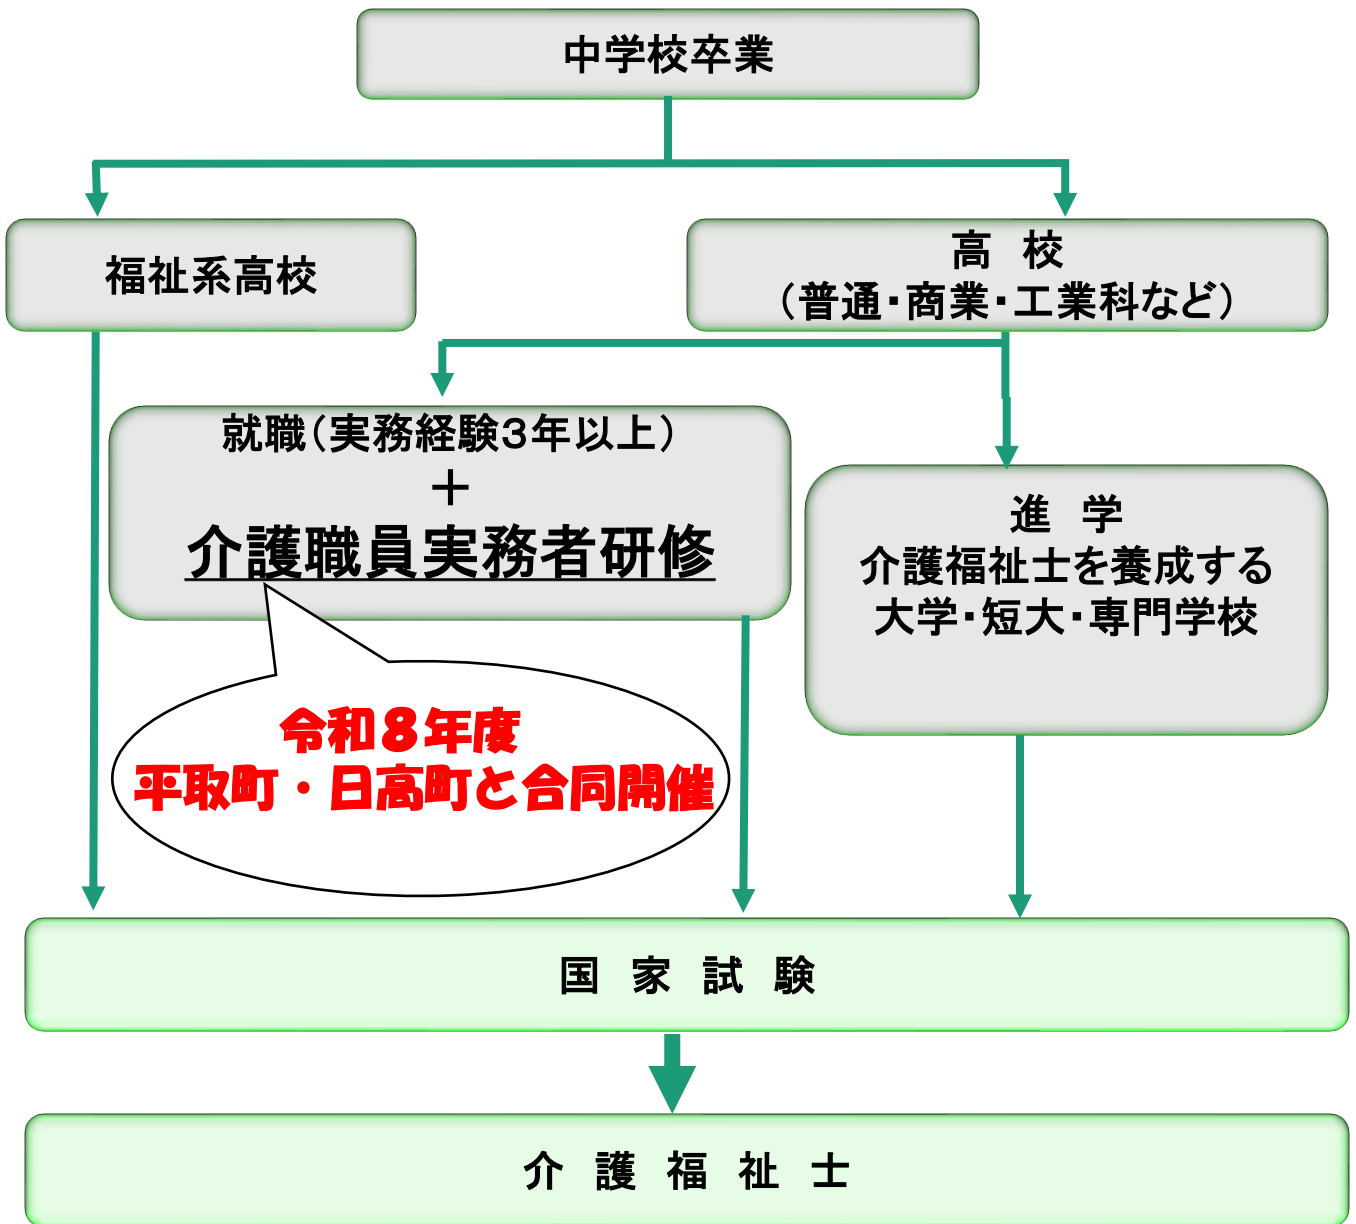 中学校卒業
福祉系高校
高　校
（普通・商業・工業科など）
就職（実務経験３年以上）
＋
介護職員実務者研修
進　学
介護福祉士を養成する
大学・短大・専門学校
令和８年度
平取町・日高町と合同開催
国　家　試　験
介　護　福　祉　士